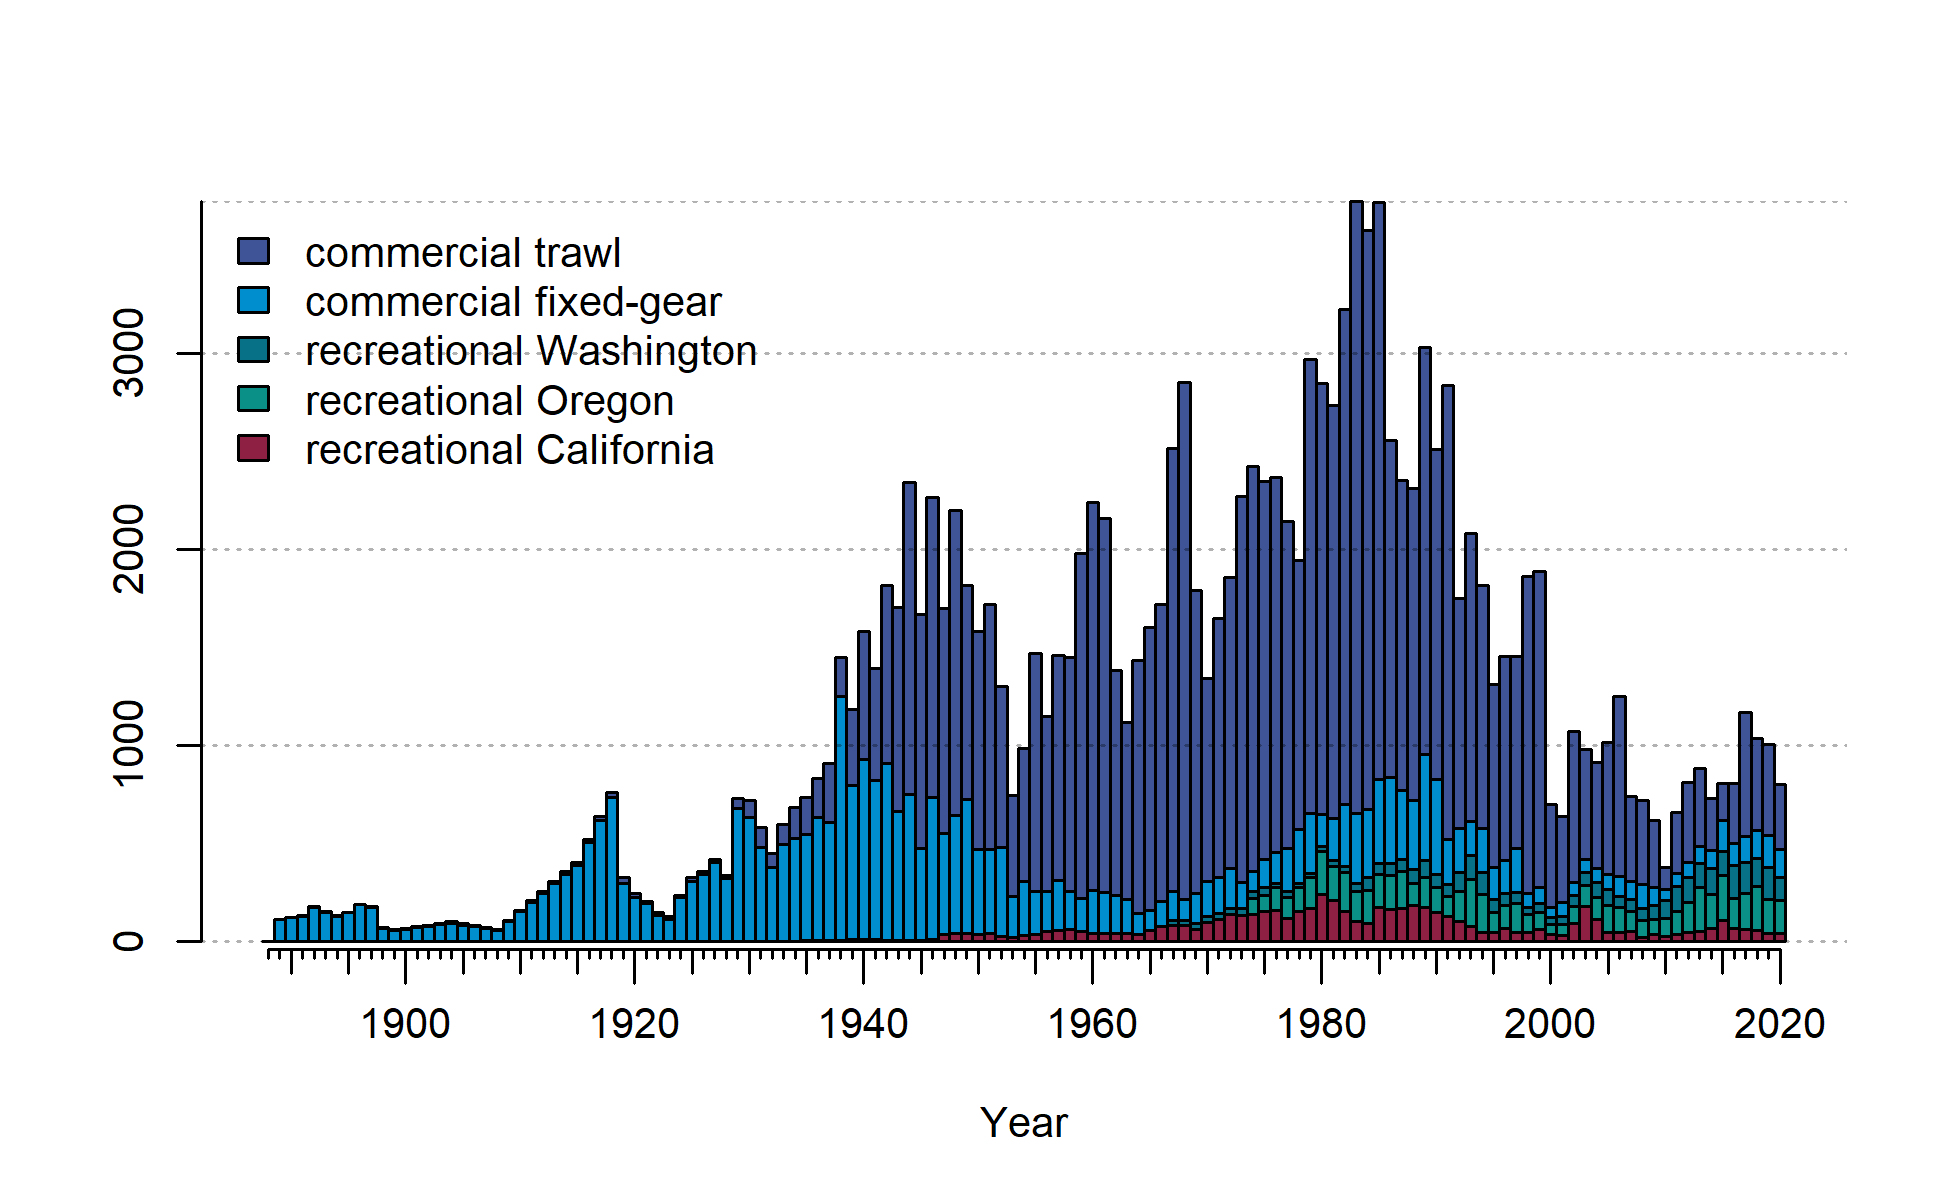 commercial trawl
commercial fixed-gear
recreational Washington
recreational Oregon
recreational California
3000
2000
1000
0
1900 1920 1940 1960 1980 2000 2020
Year